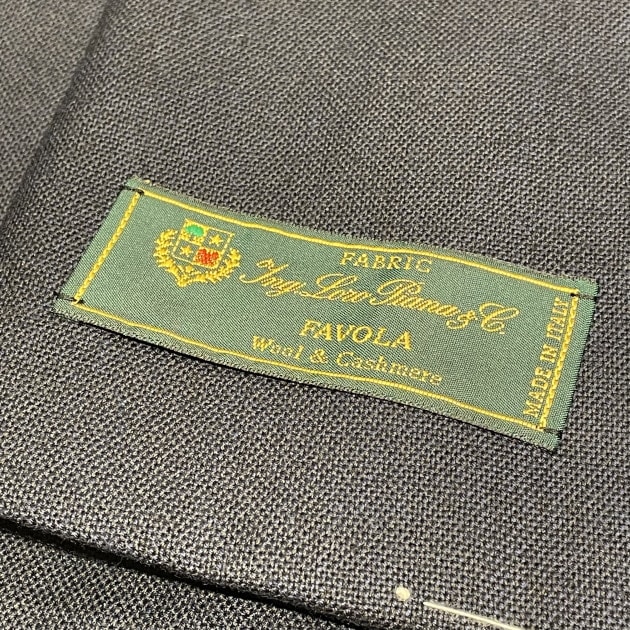 FABRIC
Ing. Loro Piana & C.
FAVOLA
Wool & Cashmere
MADE IN ITALY